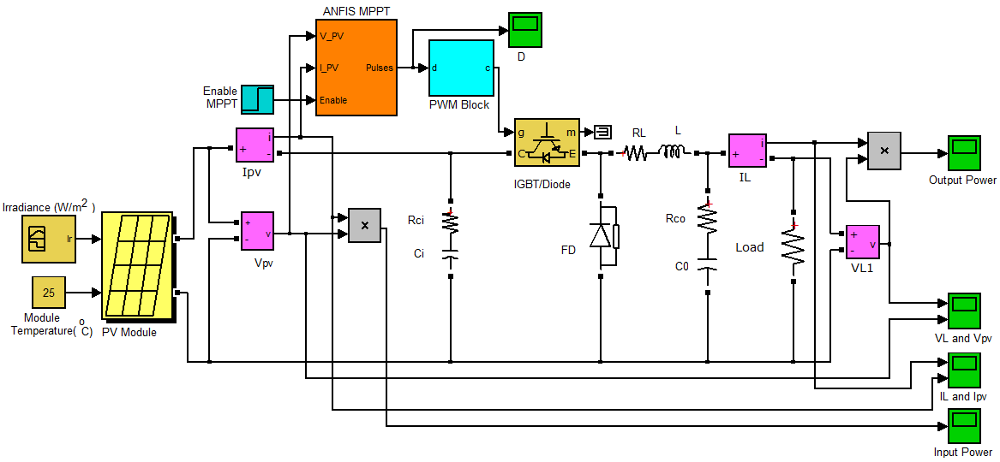 ANFIS MPPT
V_PV
I_PV
Pulses
Enable
D
d
c
PWM Block
Enable
MPPT
i
+
-
Ipv
g
m
C
E
IGBT/Diode
RL
L
i
+
-
IL
×
Output Power
Irradiance (W/m2 )
Ir
25
Module
Temperature( oC)
PV Module
+
-
v
Vpv
×
Rci
Ci
FD
Rco
C0
Load
+
-
v
VL1
VL and Vpv
IL and Ipv
Input Power